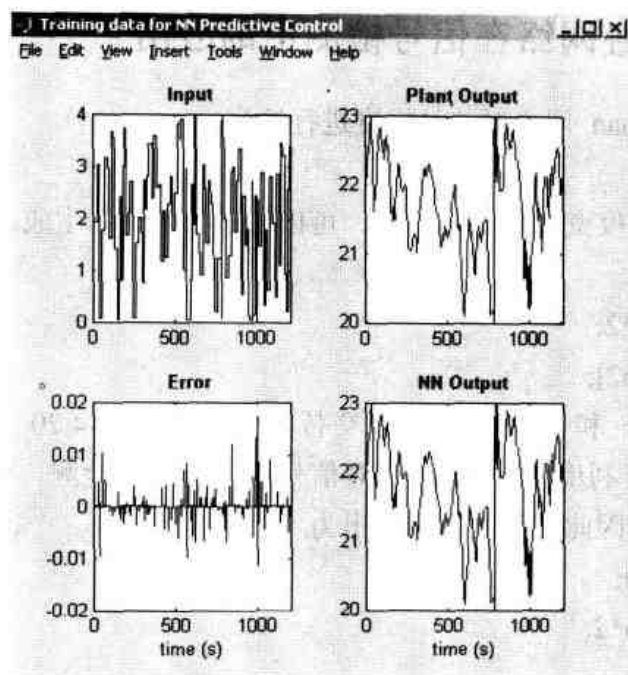 Training data for NN Predictive Control
File Edit View Insert Tools Window Help
Input
4
3
2
1
0
0 500 1000
Plant Output
23
22
21
20
0 500 1000
Error
0.02
0.01
0
-0.01
-0.02
0 500 1000
time (s)
NN Output
23
22
21
20
0 500 1000
time (s)